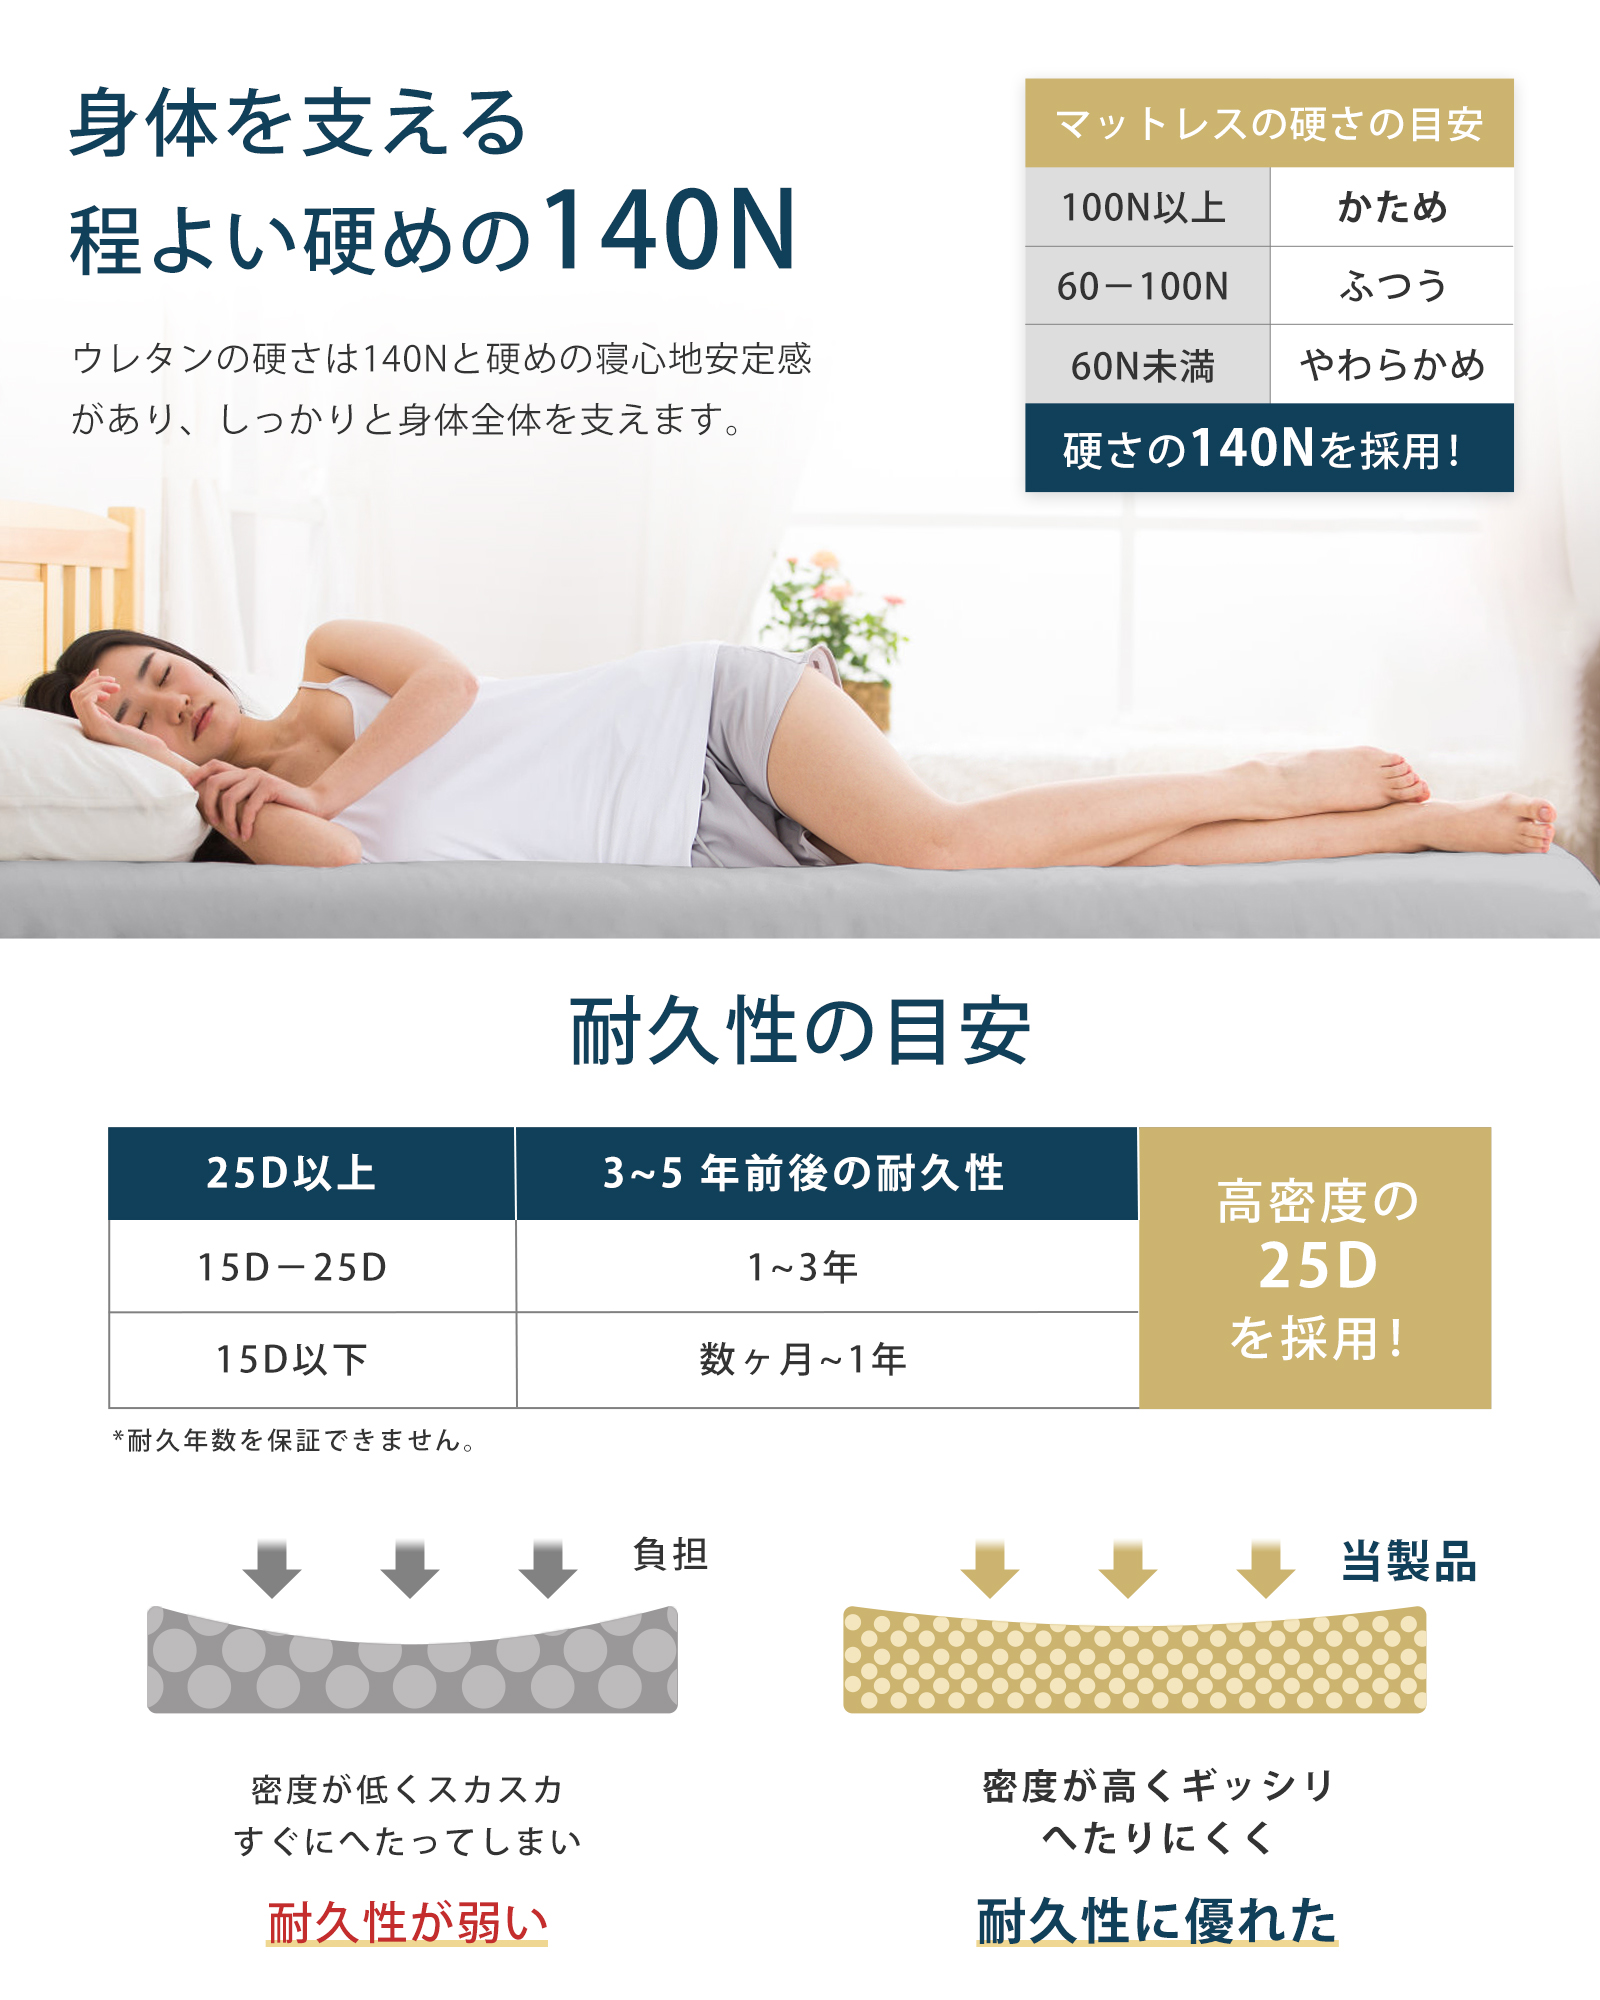 身体を支える
程よい硬めの140N
ウレタンの硬さは140Nと硬めの寝心地安定感
があり、しっかりと身体全体を支えます。
マットレスの硬さの目安
100N以上 かため
60－100N ふつう
60N未満 やわらかめ
硬さの140Nを採用！
耐久性の目安
25D以上 3~5 年前後の耐久性
15D－25D 1~3年
15D以下 数ヶ月~1年
高密度の
25D
を採用！
*耐久年数を保証できません。
負担
当製品
密度が低くスカスカ
すぐにへたってしまい
耐久性が弱い
密度が高くギッシリ
へたりにくく
耐久性に優れた